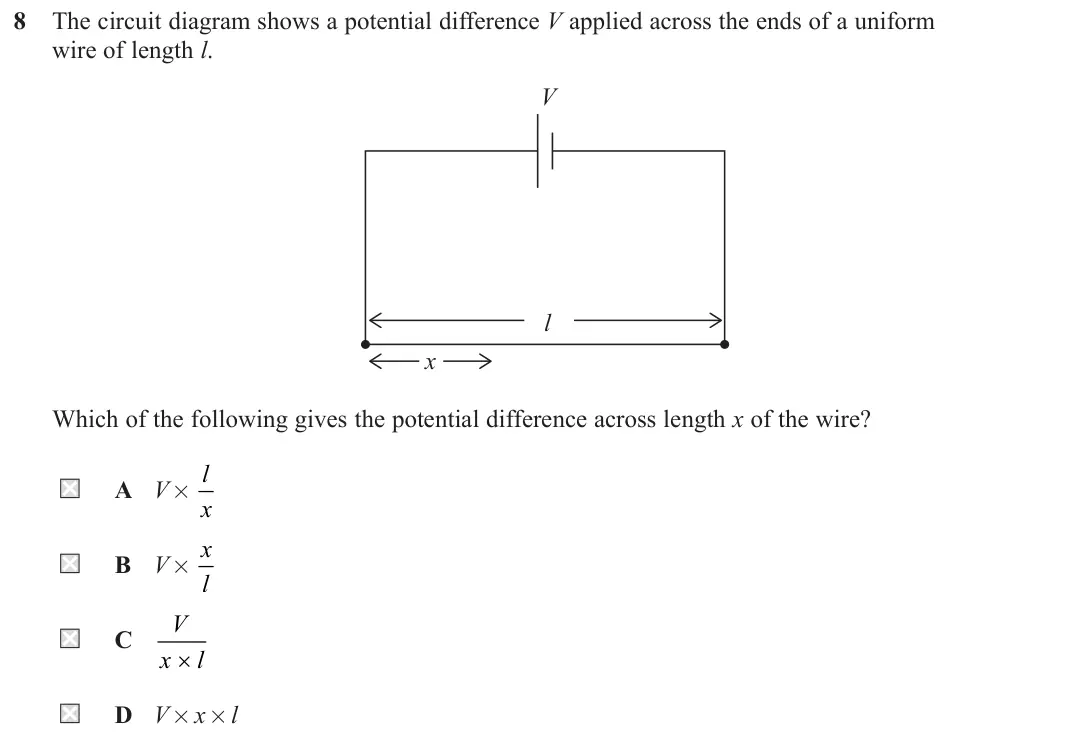 8 The circuit diagram shows a potential difference V applied across the ends of a uniform
wire of length l.
V
l
x
Which of the following gives the potential difference across length x of the wire?
A V × l/x
B V × x/l
C V/(x × l)
D V × x × l